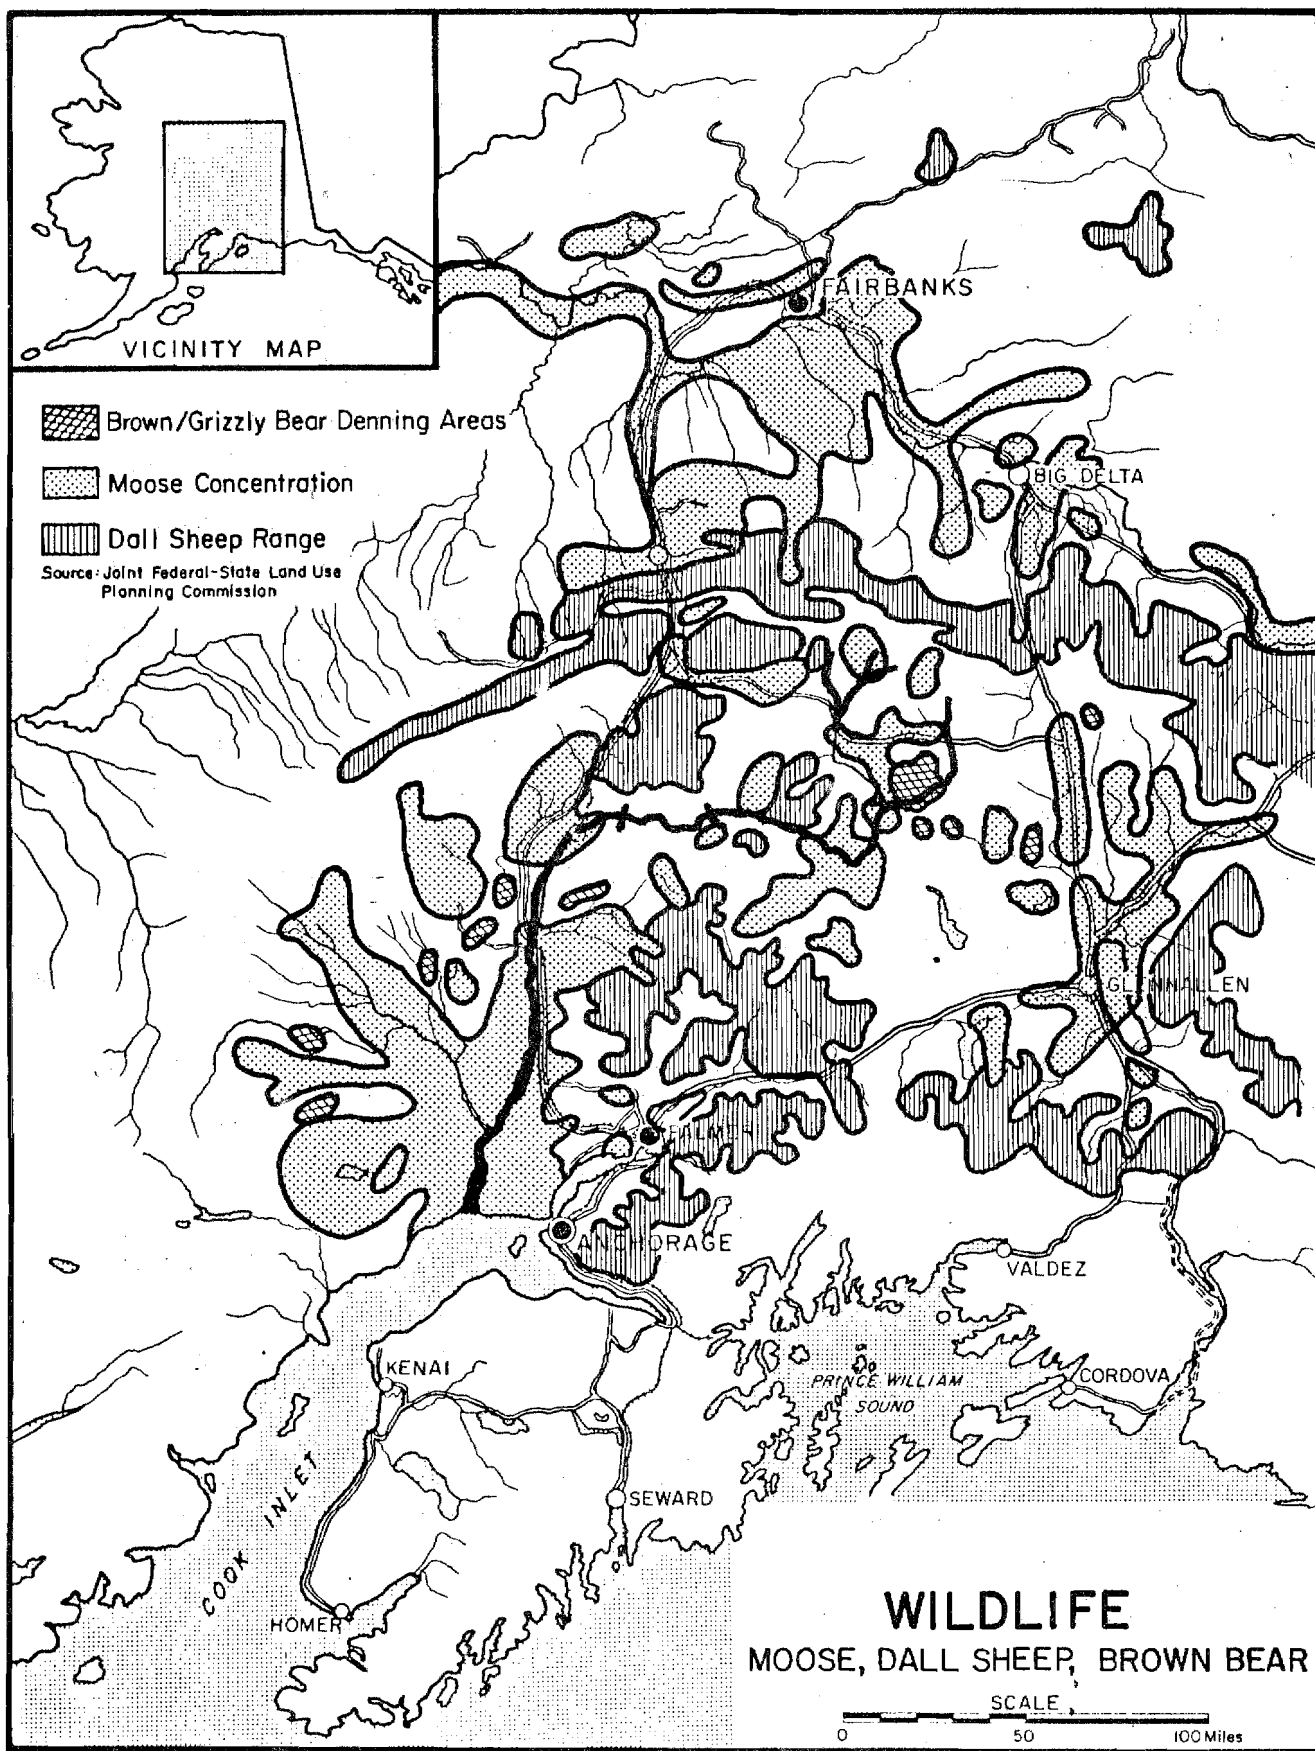 VICINITY MAP
Brown/Grizzly Bear Denning Areas
Moose Concentration
Dall Sheep Range
Source: Joint Federal-State Land Use
Planning Commission
FAIRBANKS
BIG DELTA
GLENNALLEN
PALMER
ANCHORAGE
VALDEZ
KENAI
PRINCE WILLIAM
SOUND
CORDOVA
SEWARD
COOK INLET
HOMER
WILDLIFE
MOOSE, DALL SHEEP, BROWN BEAR
SCALE
0 50 100 Miles